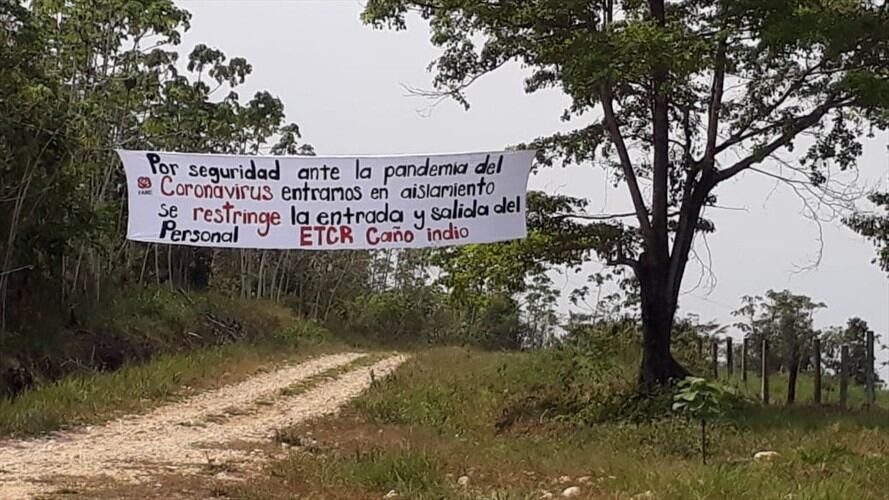 Por seguridad ante la pandemia del
Coronavirus entramos en aislamiento
se restringe la entrada y salida del
Personal ETCR Caño indio
FARC